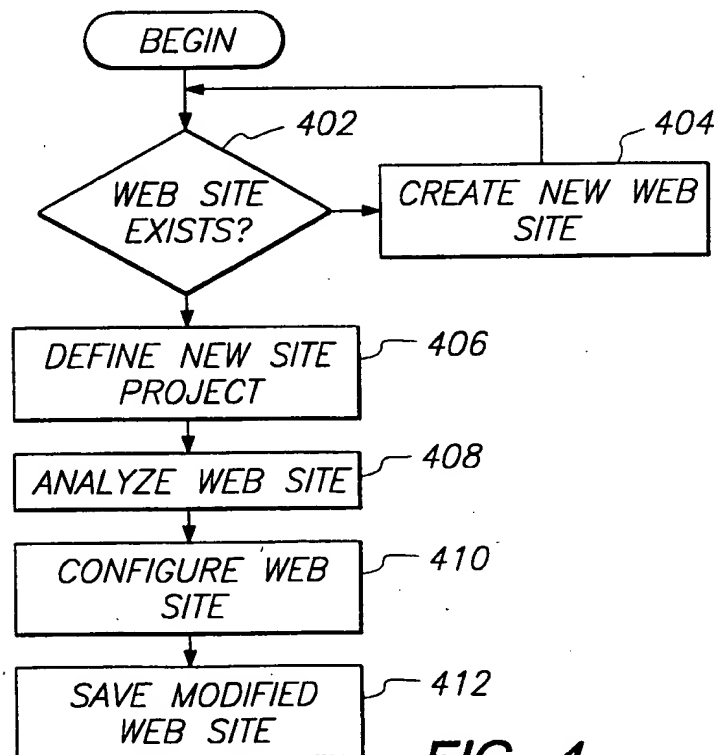 BEGIN
402
404
WEB SITE
EXISTS?
CREATE NEW WEB
SITE
DEFINE NEW SITE
PROJECT
406
ANALYZE WEB SITE
408
CONFIGURE WEB
SITE
410
SAVE MODIFIED
WEB SITE
412
FIG. 4